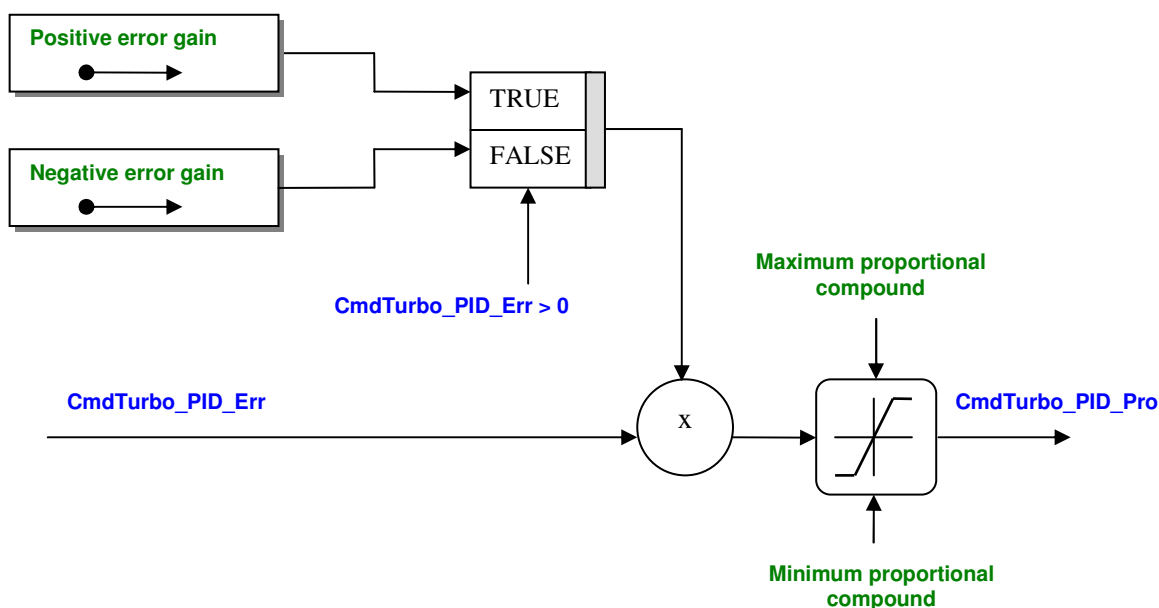 Positive error gain
TRUE
FALSE
Negative error gain
CmdTurbo_PID_Err > 0
Maximum proportional
compound
CmdTurbo_PID_Err
x
CmdTurbo_PID_Pro
Minimum proportional
compound